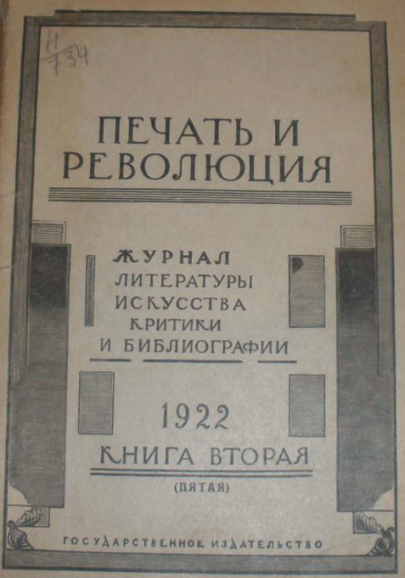 Н
734
ПЕЧАТЬ И
РЕВОЛЮЦИЯ
ЖУРНАЛ
ЛИТЕРАТУРЫ
ИСКУССТВА
КРИТИКИ
И БИБЛИОГРАФИИ
1922
КНИГА ВТОРАЯ
(ПЯТАЯ)
ГОСУДАРСТВЕННОЕ ИЗДАТЕЛЬСТВО